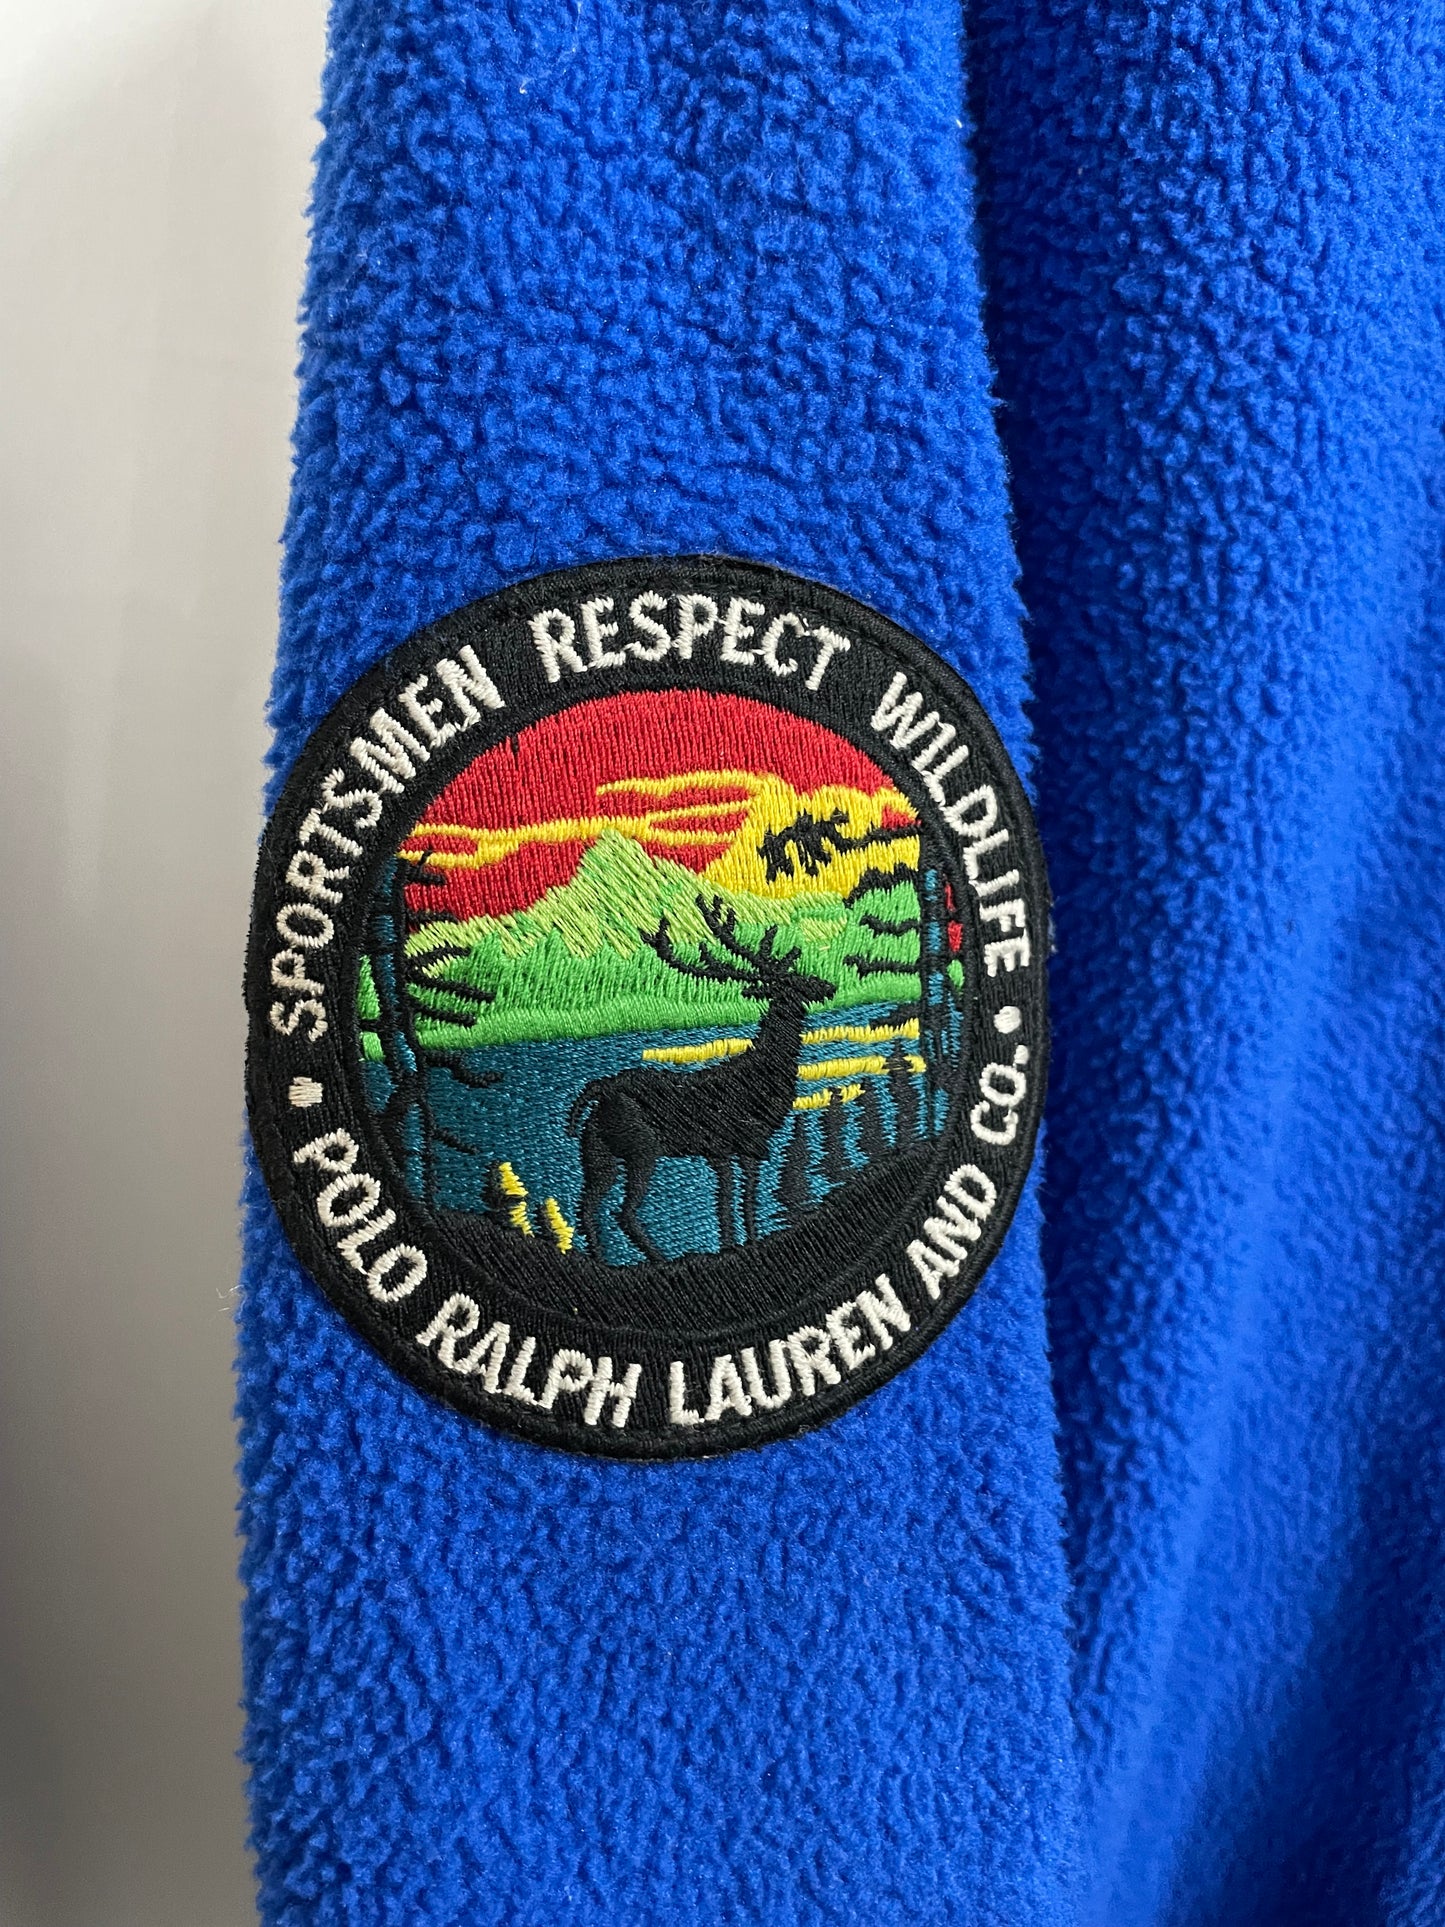 • SPORTSMEN RESPECT WILDLIFE •
POLO RALPH LAUREN AND CO.